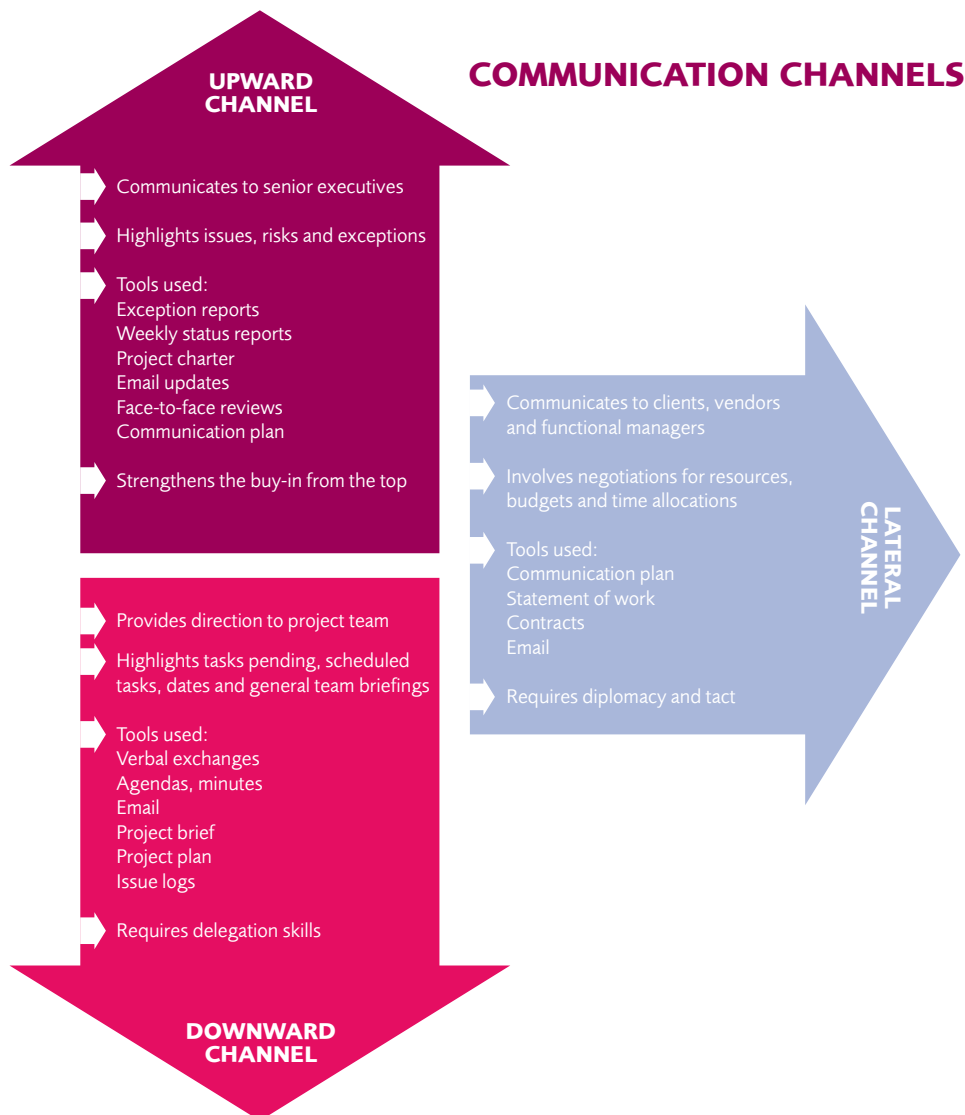 COMMUNICATION CHANNELS
UPWARD
CHANNEL
Communicates to senior executives
Highlights issues, risks and exceptions
Tools used:
Exception reports
Weekly status reports
Project charter
Email updates
Face-to-face reviews
Communication plan
Strengthens the buy-in from the top
Communicates to clients, vendors
and functional managers
Involves negotiations for resources,
budgets and time allocations
Tools used:
Communication plan
Statement of work
Contracts
Email
Requires diplomacy and tact
LATERAL
CHANNEL
Provides direction to project team
Highlights tasks pending, scheduled
tasks, dates and general team briefings
Tools used:
Verbal exchanges
Agendas, minutes
Email
Project brief
Project plan
Issue logs
Requires delegation skills
DOWNWARD
CHANNEL